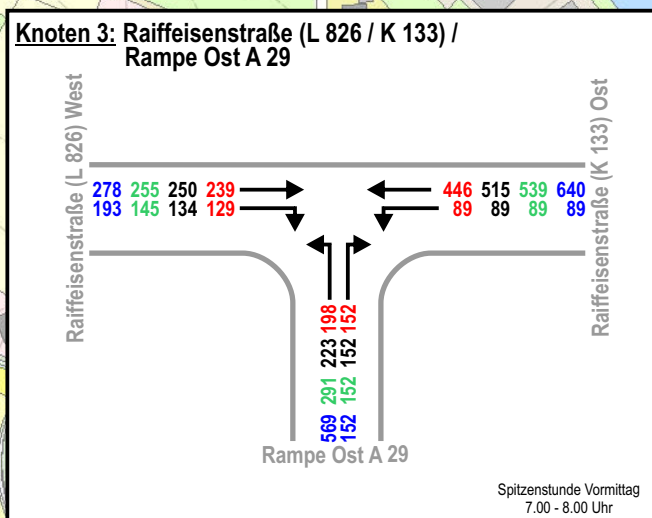 Knoten 3: Raiffeisenstraße (L 826 / K 133) /
Rampe Ost A 29
Raiffeisenstraße (L 826) West
278 255 250 239
193 145 134 129
446 515 539 640
89 89 89 89
Raiffeisenstraße (K 133) Ost
569 291 223 198
152 152 152 152
Rampe Ost A 29
Spitzenstunde Vormittag
7.00 - 8.00 Uhr